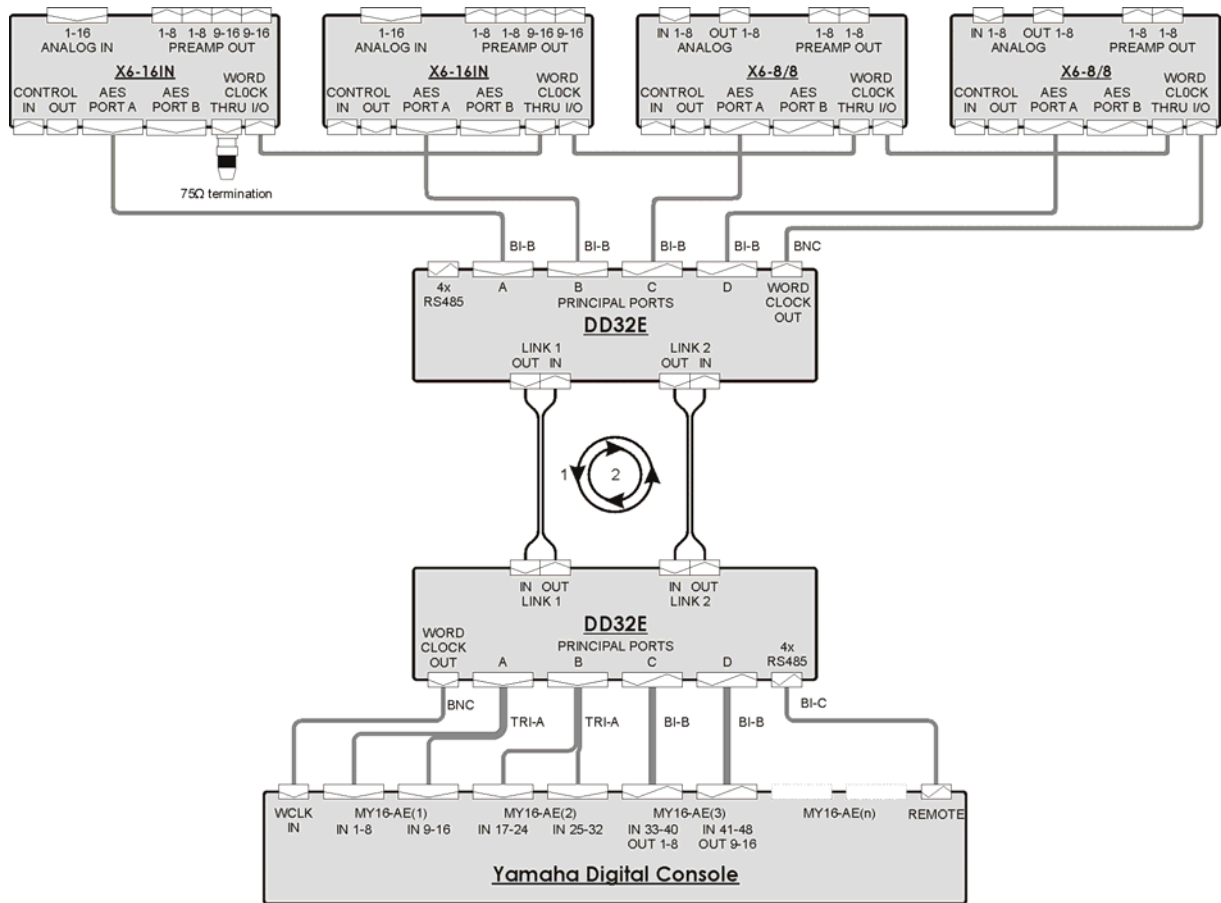 1-16 1-8 1-8 9-16 9-16
ANALOG IN PREAMP OUT
X6-16IN
CONTROL IN OUT
AES PORT A
AES PORT B
WORD CLOCK THRU I/O
1-16 1-8 1-8 9-16 9-16
ANALOG IN PREAMP OUT
X6-16IN
CONTROL IN OUT
AES PORT A
AES PORT B
WORD CLOCK THRU I/O
IN 1-8 OUT 1-8 1-8 1-8
ANALOG PREAMP OUT
X6-8/8
CONTROL IN OUT
AES PORT A
AES PORT B
WORD CLOCK THRU I/O
IN 1-8 OUT 1-8 1-8 1-8
ANALOG PREAMP OUT
X6-8/8
CONTROL IN OUT
AES PORT A
AES PORT B
WORD CLOCK THRU I/O
75Ω termination
BI-B BI-B BI-B BI-B BNC
4x RS485
A B C D
WORD CLOCK OUT
PRINCIPAL PORTS
DD32E
LINK 1 LINK 2
OUT IN OUT IN
1 2
IN OUT IN OUT
LINK 1 LINK 2
DD32E
PRINCIPAL PORTS
WORD CLOCK OUT
A B C D
4x RS485
BNC TRI-A TRI-A BI-B BI-B BI-C
WCLK IN
MY16-AE(1)
IN 1-8 IN 9-16
MY16-AE(2)
IN 17-24 IN 25-32
MY16-AE(3)
IN 33-40 IN 41-48
OUT 1-8 OUT 9-16
MY16-AE(n)
REMOTE
Yamaha Digital Console